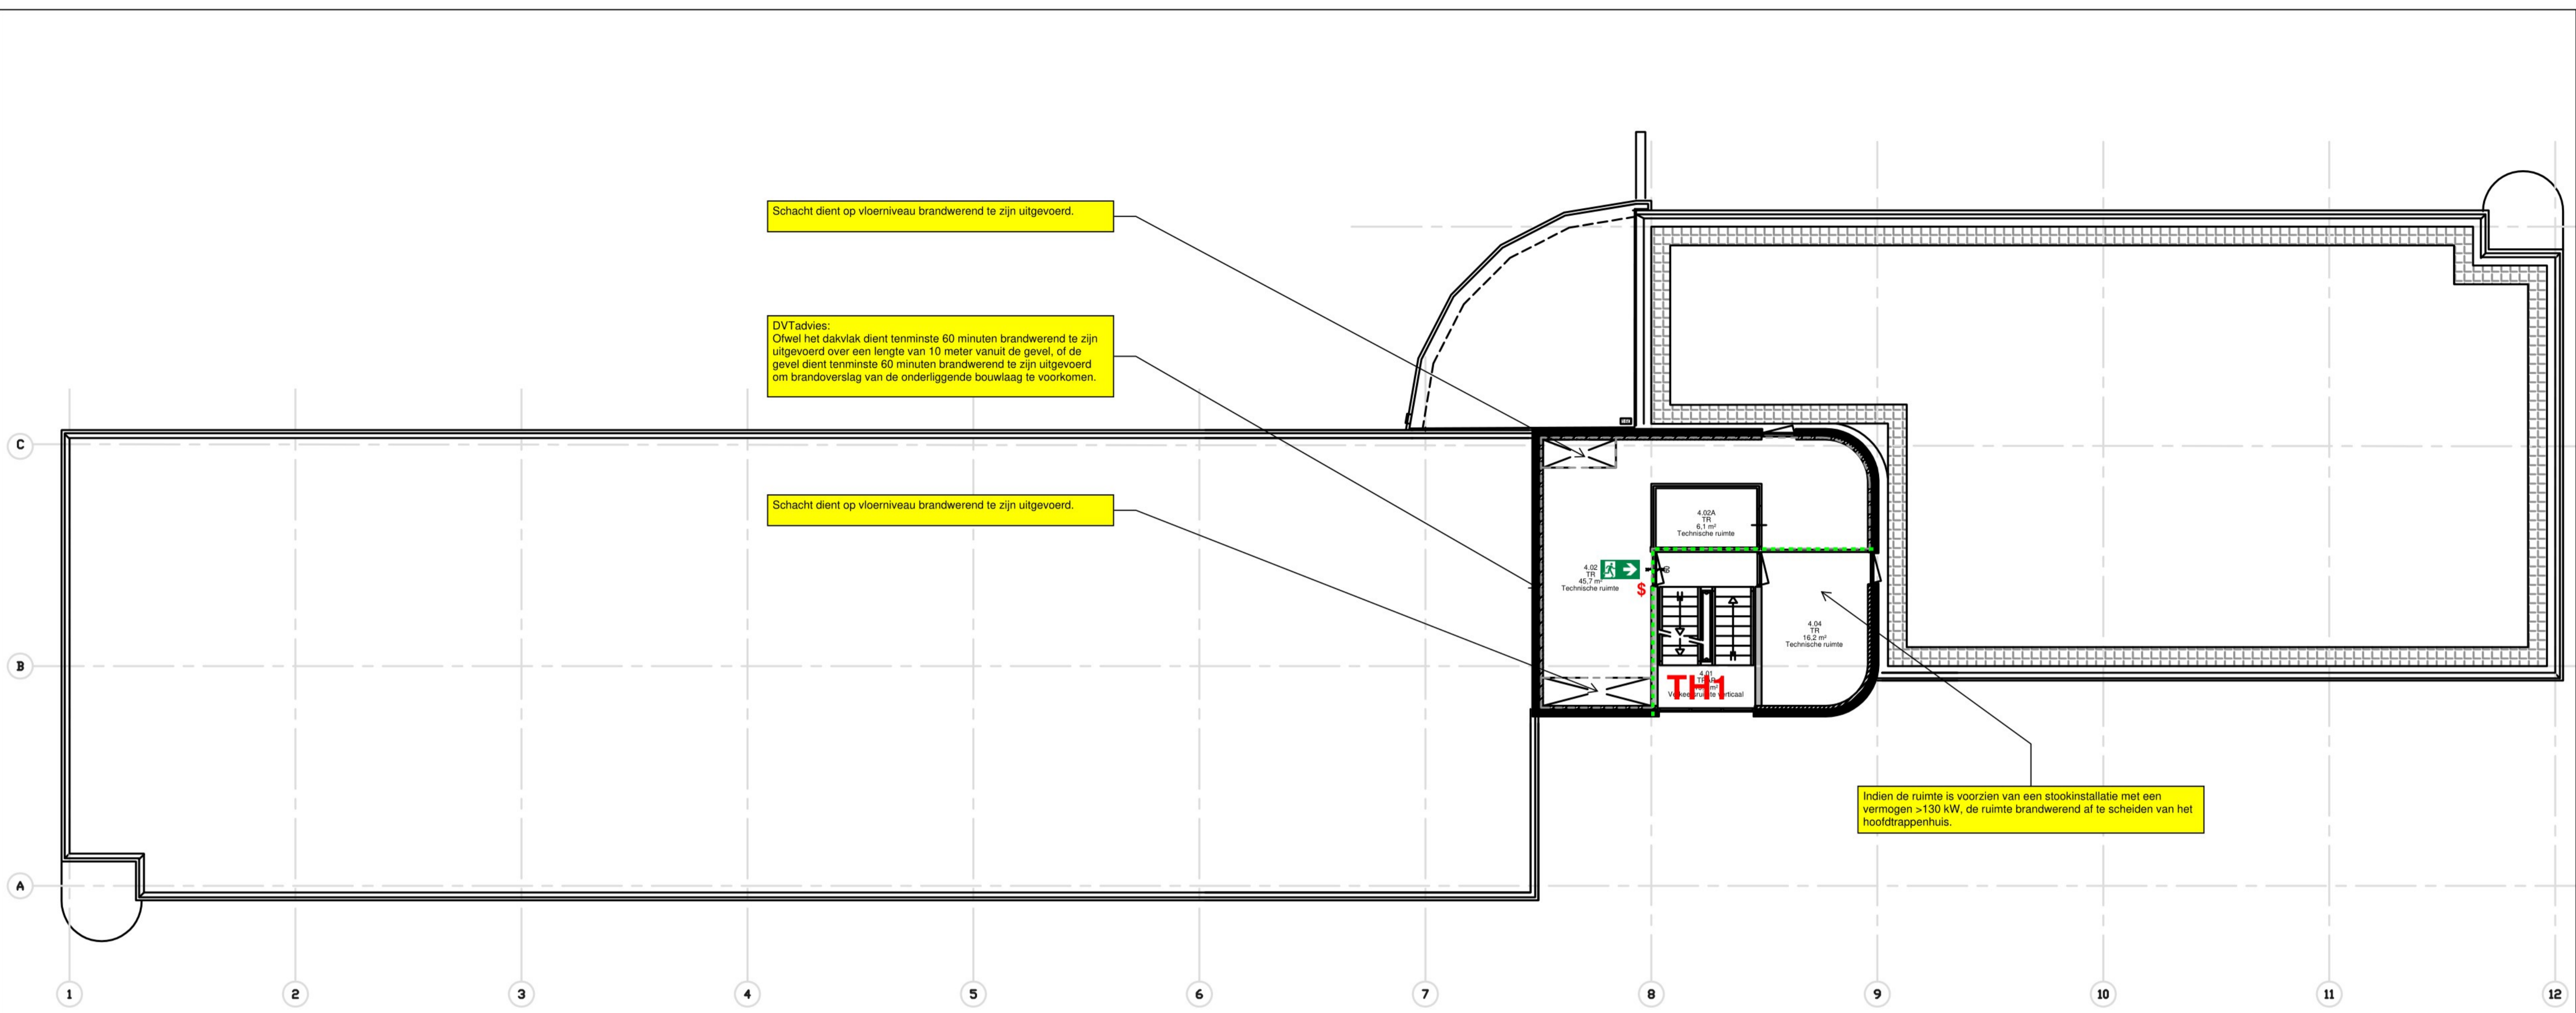 Schacht dient op vloerniveau brandwerend te zijn uitgevoerd.
DVTadvies:
Ofwel het dakvlak dient tenminste 60 minuten brandwerend te zijn
uitgevoerd over een lengte van 10 meter vanuit de gevel, of de
gevel dient tenminste 60 minuten brandwerend te zijn uitgevoerd
om brandoverslag van de onderliggende bouwlaag te voorkomen.
Schacht dient op vloerniveau brandwerend te zijn uitgevoerd.
4.02A
TR
6,1 m²
Technische ruimte
4.02
TR
45,7 m²
Technische ruimte
$
4.04
TR
16,2 m²
Technische ruimte
4.01
TH1
Indien de ruimte is voorzien van een stookinstallatie met een
vermogen >130 kW, de ruimte brandwerend af te scheiden van het
hoofdtrappenhuis.
C
B
A
1 2 3 4 5 6 7 8 9 10 11 12